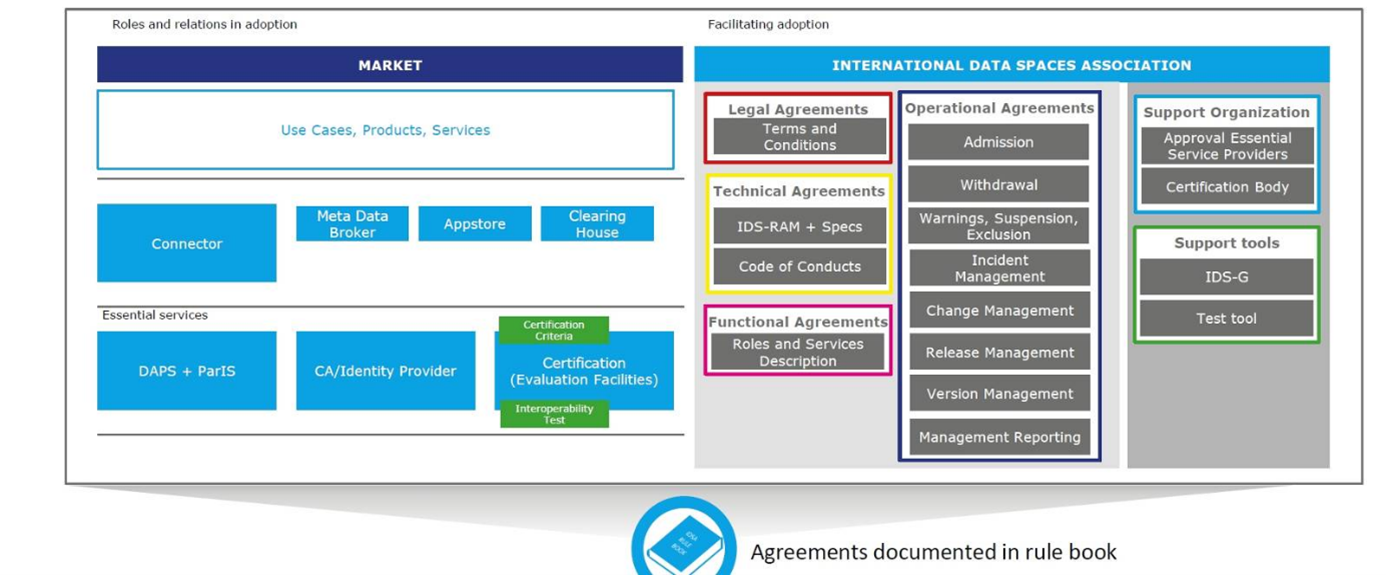 Roles and relations in adoption
Facilitating adoption
MARKET
INTERNATIONAL DATA SPACES ASSOCIATION
Use Cases, Products, Services
Connector
Meta Data
Broker
Appstore
Clearing
House
Essential services
DAPS + ParIS
CA/Identity Provider
Certification
Criteria
Certification
(Evaluation Facilities)
Interoperability
Test
Legal Agreements
Terms and
Conditions
Technical Agreements
IDS-RAM + Specs
Code of Conducts
Functional Agreements
Roles and Services
Description
Operational Agreements
Admission
Withdrawal
Warnings, Suspension,
Exclusion
Incident
Management
Change Management
Release Management
Version Management
Management Reporting
Support Organization
Approval Essential
Service Providers
Certification Body
Support tools
IDS-G
Test tool
IDSA
RULE
BOOK
Agreements documented in rule book